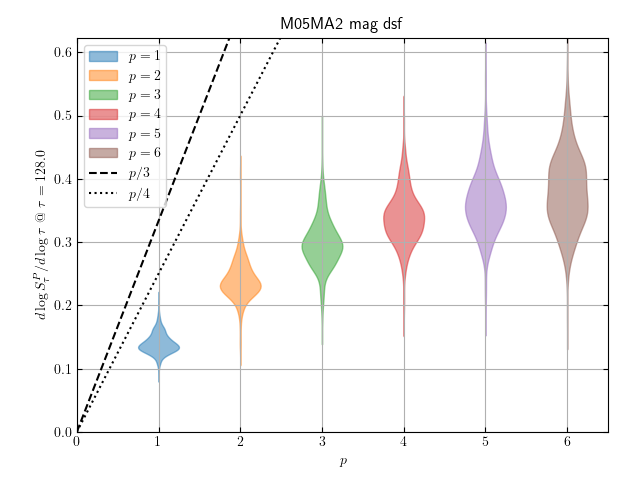 M05MA2 mag dsf
p = 1
p = 2
p = 3
p = 4
p = 5
p = 6
p/3
p/4
d log S_τ^P / d log τ @ τ = 128.0
0.6
0.5
0.4
0.3
0.2
0.1
0.0
0 1 2 3 4 5 6
p